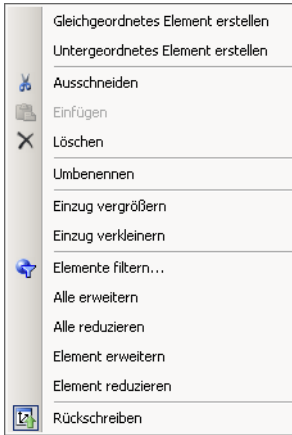 Gleichgeordnetes Element erstellen
Untergeordnetes Element erstellen
Ausschneiden
Einfügen
Löschen
Umbenennen
Einzug vergrößern
Einzug verkleinern
Elemente filtern...
Alle erweitern
Alle reduzieren
Element erweitern
Element reduzieren
Rückschreiben